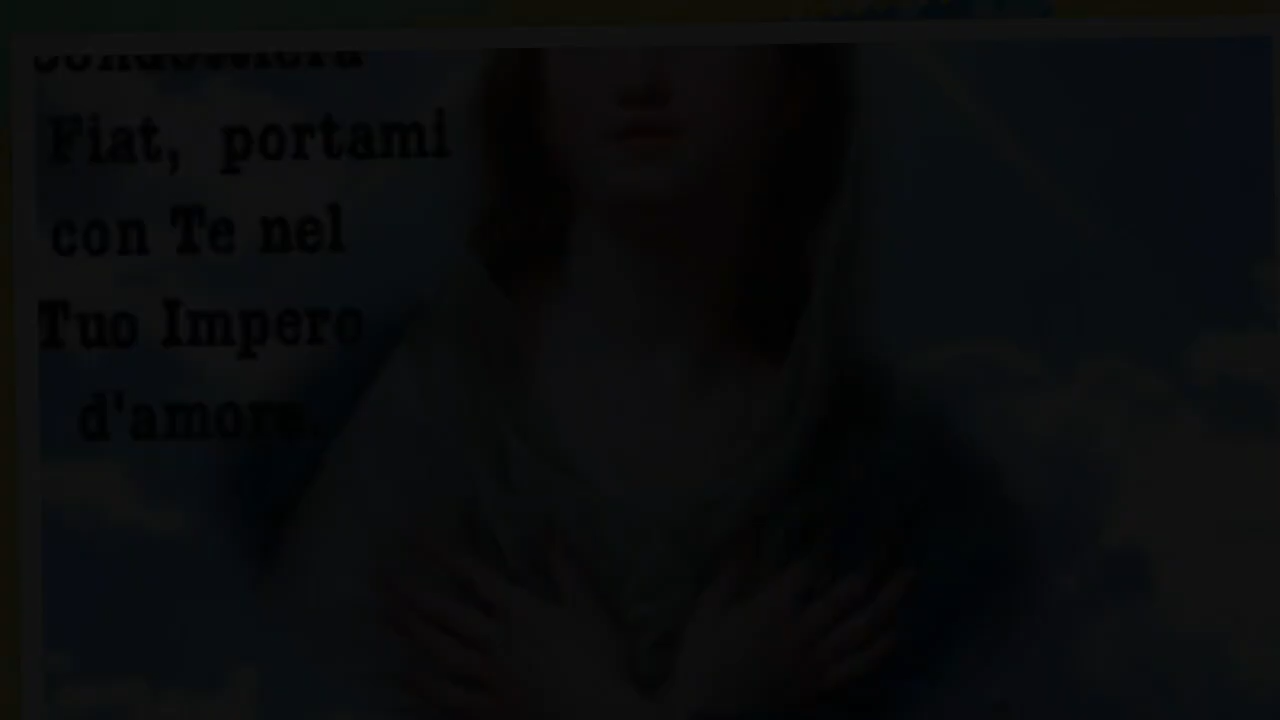 Fiat, portami
con Te nel
Tuo Impero
d'amore.